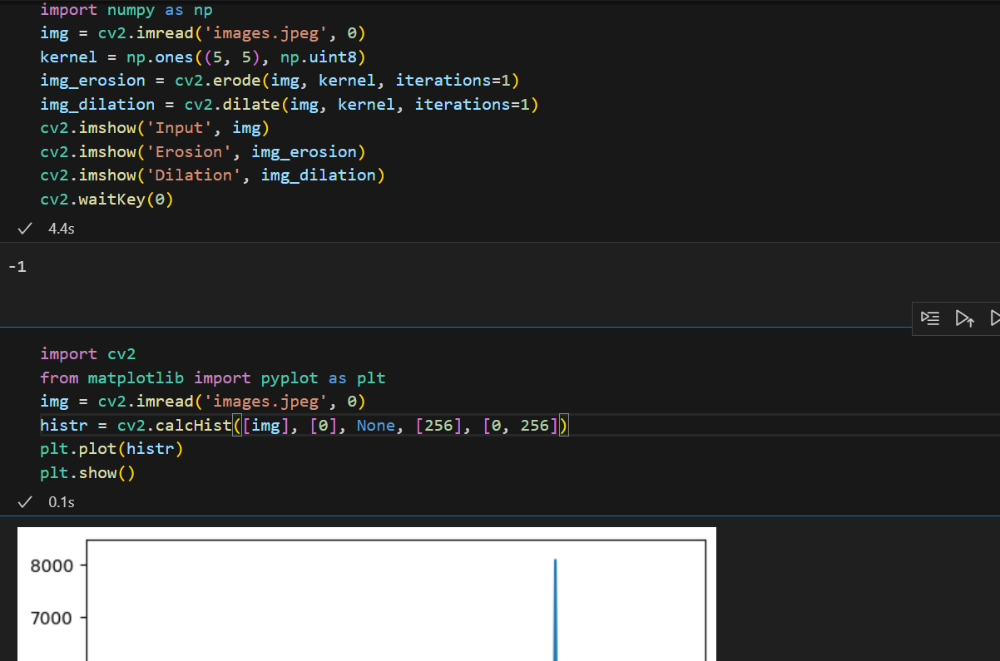 import numpy as np
img = cv2.imread('images.jpeg', 0)
kernel = np.ones((5, 5), np.uint8)
img_erosion = cv2.erode(img, kernel, iterations=1)
img_dilation = cv2.dilate(img, kernel, iterations=1)
cv2.imshow('Input', img)
cv2.imshow('Erosion', img_erosion)
cv2.imshow('Dilation', img_dilation)
cv2.waitKey(0)
4.4s
-1
import cv2
from matplotlib import pyplot as plt
img = cv2.imread('images.jpeg', 0)
histr = cv2.calcHist([img], [0], None, [256], [0, 256])
plt.plot(histr)
plt.show()
0.1s
8000
7000